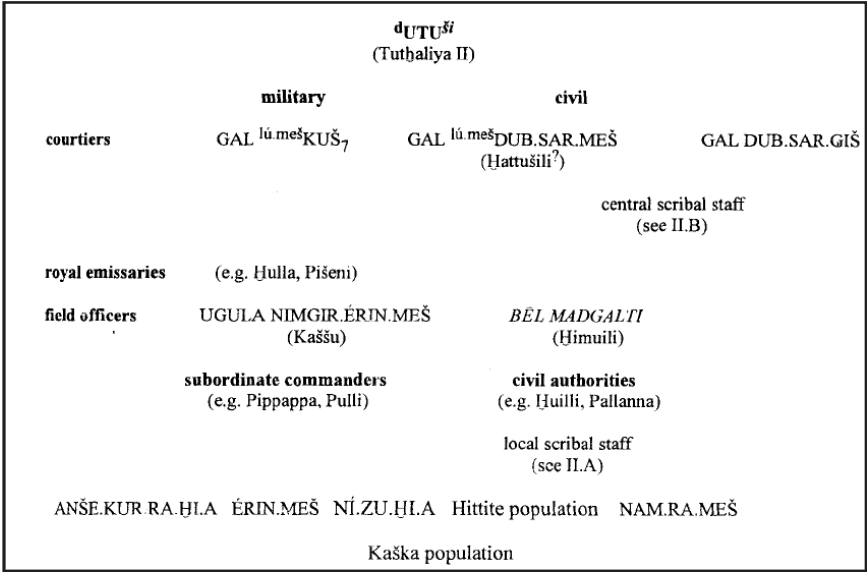 ᵈUTUši
(Tutḫaliya II)
military civil
courtiers GAL lú.mešKUŠ₇ GAL lú.mešDUB.SAR.MEŠ GAL DUB.SAR.GIŠ
(Ḫattušili?)
central scribal staff
(see II.B)
royal emissaries (e.g. Ḫulla, Pišeni)
field officers UGULA NIMGIR.ÉRIN.MEŠ BĒL MADGALTI
(Kaššu) (Ḫimuili)
subordinate commanders civil authorities
(e.g. Pippappa, Pulli) (e.g. Ḫuilli, Pallanna)
local scribal staff
(see II.A)
ANŠE.KUR.RA.ḪI.A ÉRIN.MEŠ NÍ.ZU.ḪI.A Hittite population NAM.RA.MEŠ
Kaška population